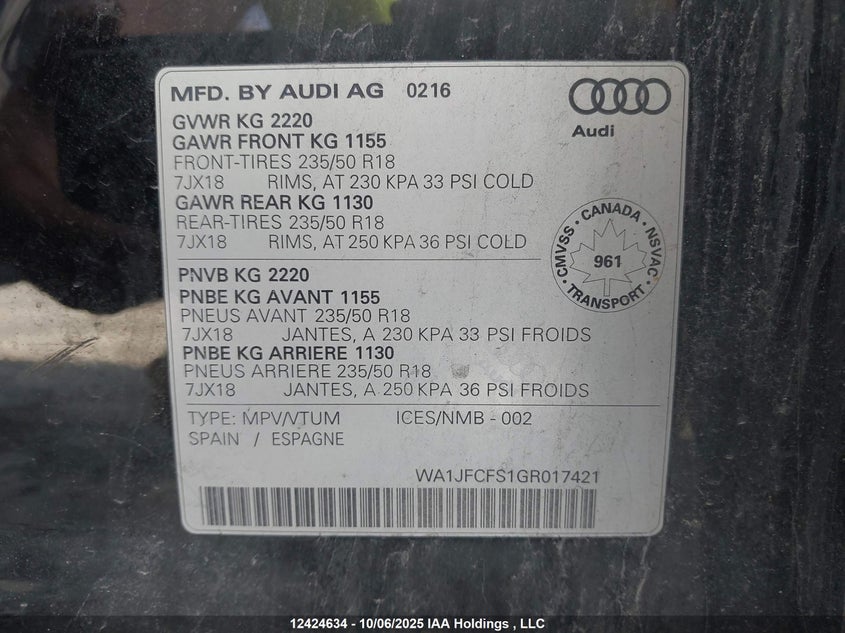 MFD. BY AUDI AG 0216
Audi
GVWR KG 2220
GAWR FRONT KG 1155
FRONT-TIRES 235/50 R18
7JX18 RIMS, AT 230 KPA 33 PSI COLD
GAWR REAR KG 1130
REAR-TIRES 235/50 R18
7JX18 RIMS, AT 250 KPA 36 PSI COLD
CMVSS · CANADA · NSVAC · TRANSPORT ·
961
PNVB KG 2220
PNBE KG AVANT 1155
PNEUS AVANT 235/50 R18
7JX18 JANTES, A 230 KPA 33 PSI FROIDS
PNBE KG ARRIERE 1130
PNEUS ARRIERE 235/50 R18
7JX18 JANTES, A 250 KPA 36 PSI FROIDS
TYPE: MPV/VTUM ICES/NMB - 002
SPAIN / ESPAGNE
WA1JFCFS1GR017421
12424634 - 10/06/2025 IAA Holdings , LLC